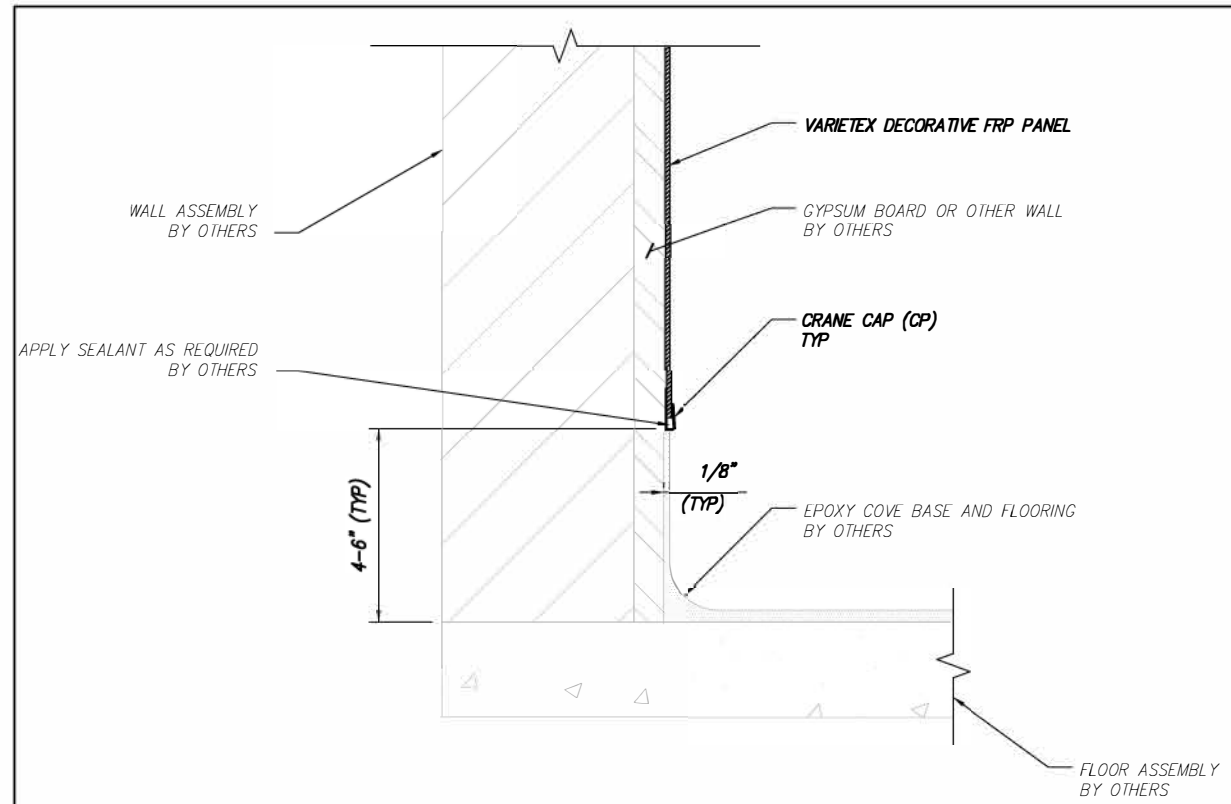 VARIETEX DECORATIVE FRP PANEL
WALL ASSEMBLY
BY OTHERS
GYPSUM BOARD OR OTHER WALL
BY OTHERS
CRANE CAP (CP)
TYP
APPLY SEALANT AS REQUIRED
BY OTHERS
4-6" (TYP)
1/8"
(TYP)
EPOXY COVE BASE AND FLOORING
BY OTHERS
FLOOR ASSEMBLY
BY OTHERS